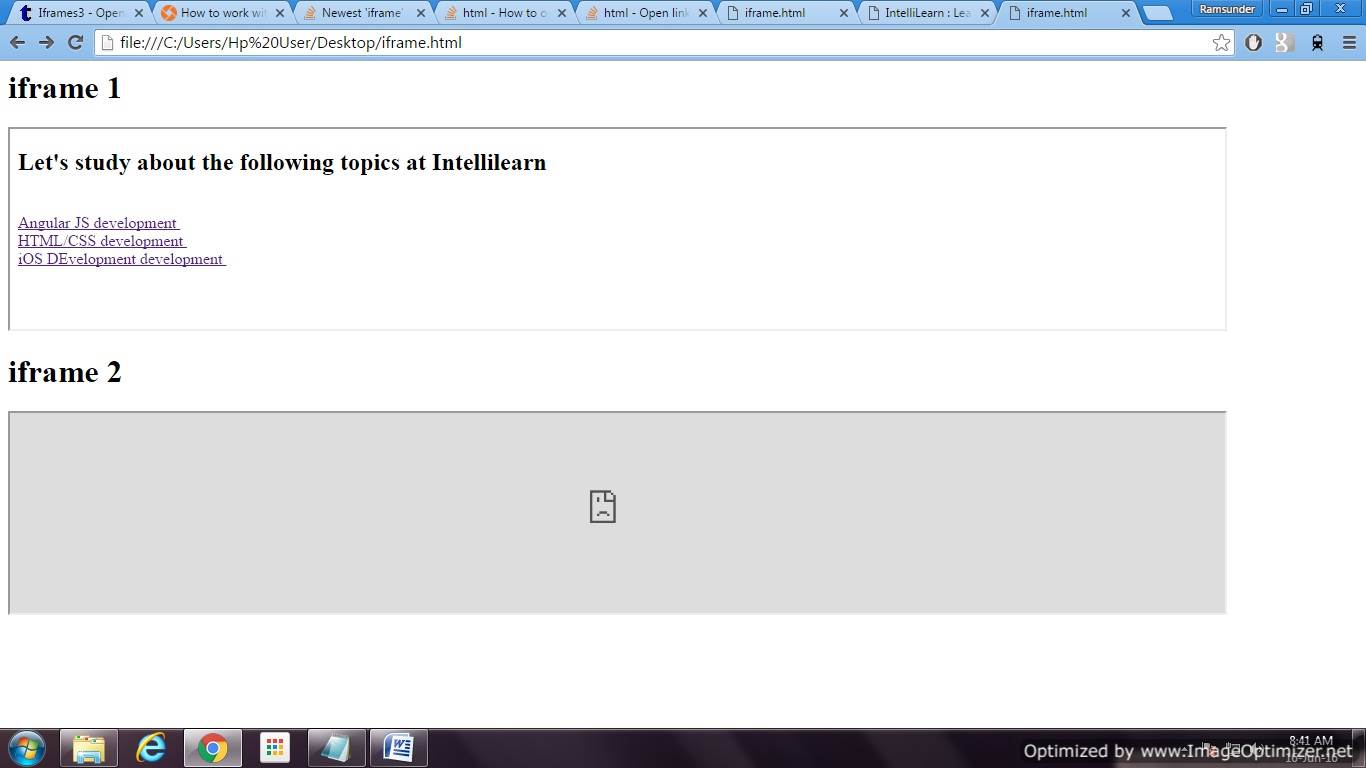 Iframes3 - Open
How to work wit
Newest 'iframe'
html - How to o
html - Open link
iframe.html
IntelliLearn : Lea
iframe.html
Ramsunder
file:///C:/Users/Hp%20User/Desktop/iframe.html
iframe 1
Let's study about the following topics at Intellilearn
Angular JS development
HTML/CSS development
iOS DEvelopment development
iframe 2
8:41 AM
Optimized by www.ImageOptimizer.net
16-Jun-16